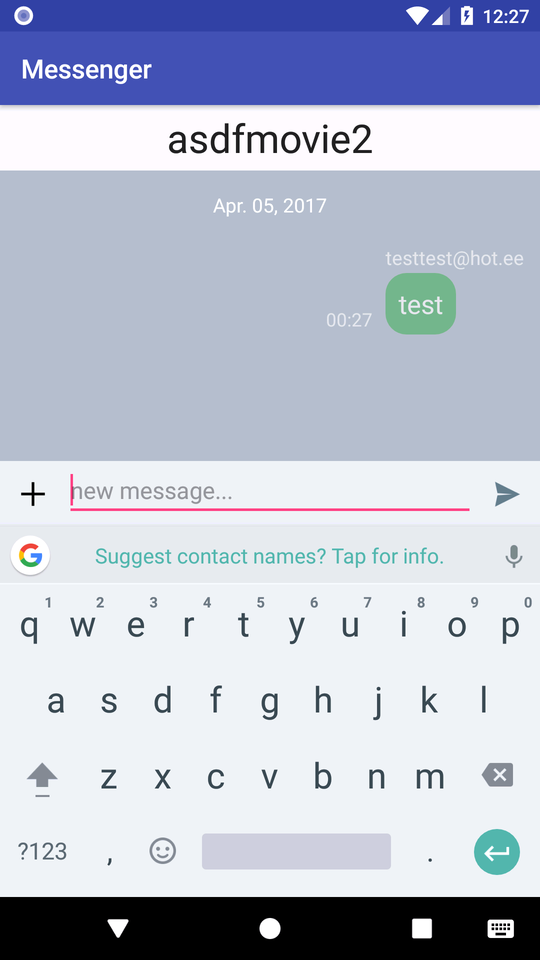 12:27
Messenger
asdfmovie2
Apr. 05, 2017
testtest@hot.ee
test
00:27
new message...
Suggest contact names? Tap for info.
1 2 3 4 5 6 7 8 9 0
q w e r t y u i o p
a s d f g h j k l
z x c v b n m
?123 , .